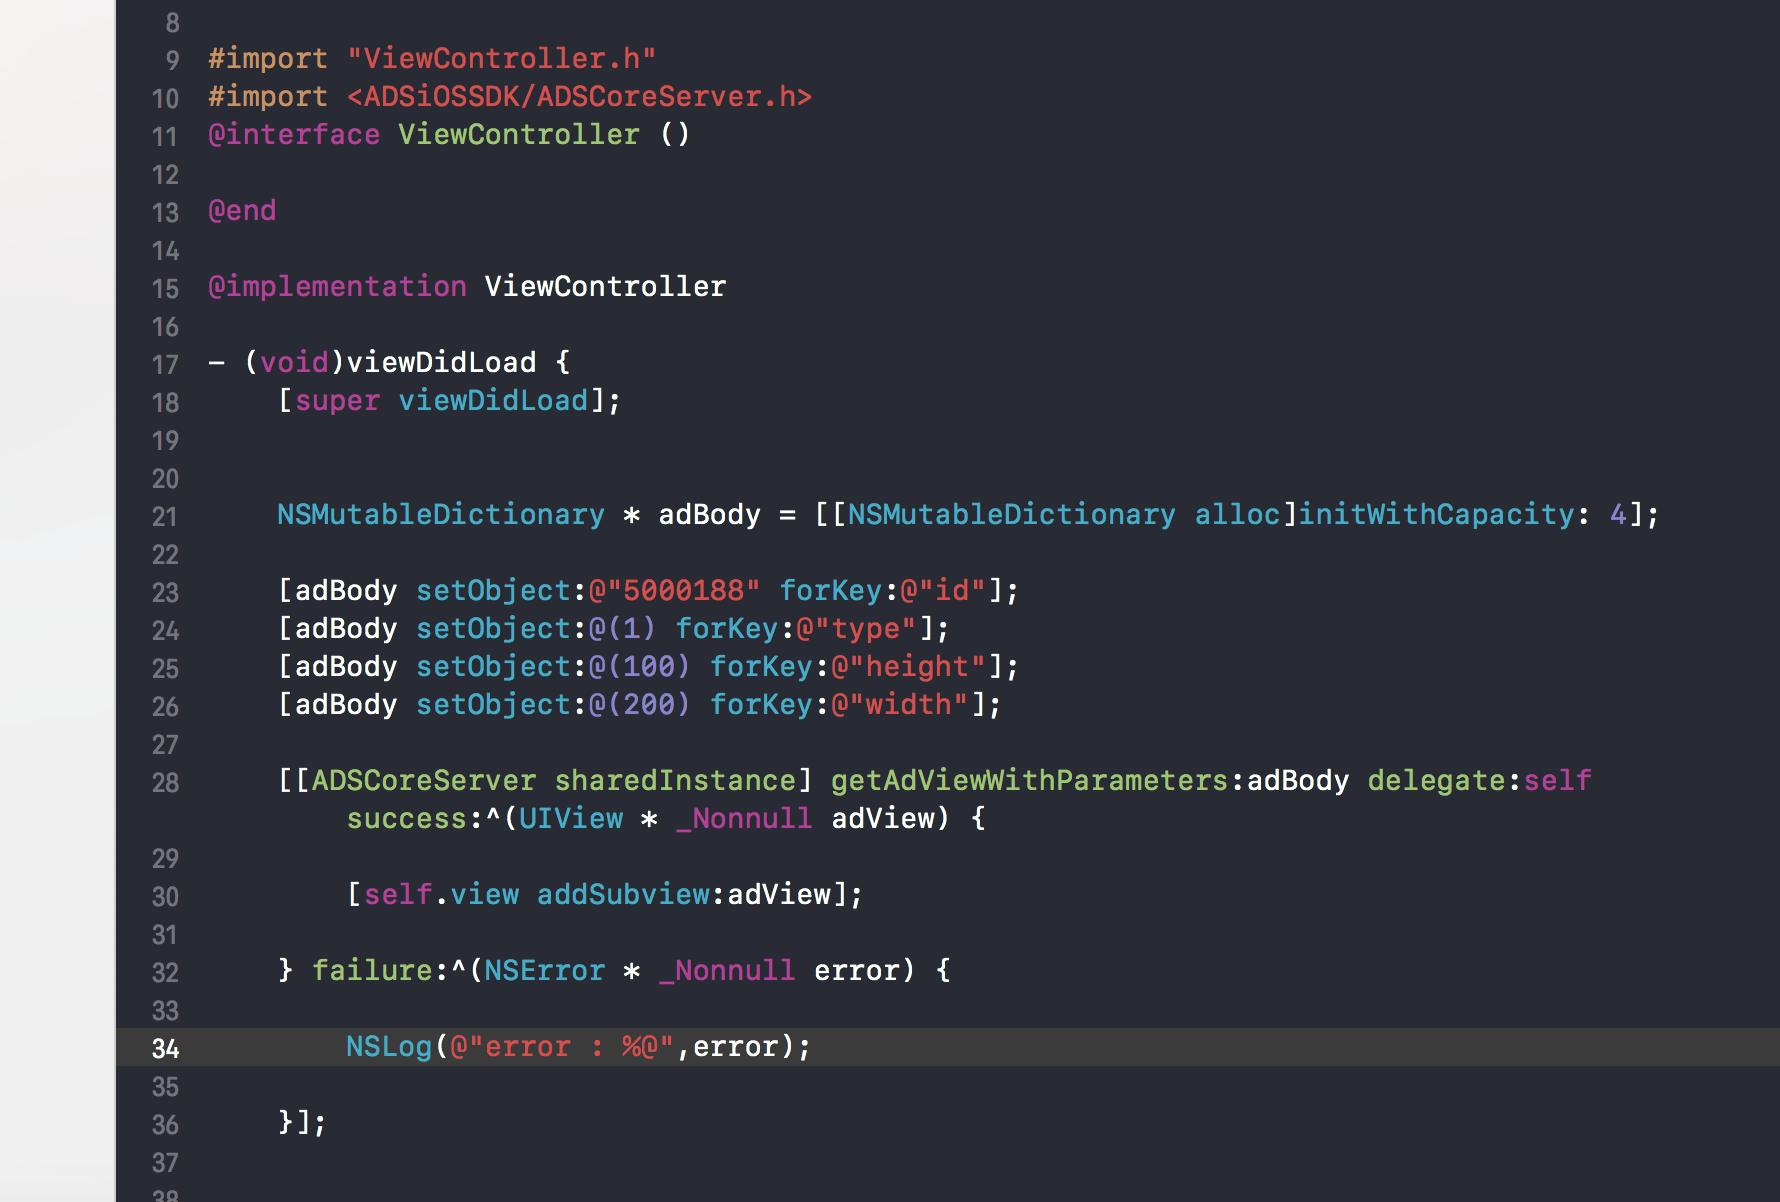 8
9 #import "ViewController.h"
10 #import <ADSiOSSDK/ADSCoreServer.h>
11 @interface ViewController ()
12
13 @end
14
15 @implementation ViewController
16
17 - (void)viewDidLoad {
18 [super viewDidLoad];
19
20
21 NSMutableDictionary * adBody = [[NSMutableDictionary alloc]initWithCapacity: 4];
22
23 [adBody setObject:@"5000188" forKey:@"id"];
24 [adBody setObject:@(1) forKey:@"type"];
25 [adBody setObject:@(100) forKey:@"height"];
26 [adBody setObject:@(200) forKey:@"width"];
27
28 [[ADSCoreServer sharedInstance] getAdViewWithParameters:adBody delegate:self
success:^(UIView * _Nonnull adView) {
29
30 [self.view addSubview:adView];
31
32 } failure:^(NSError * _Nonnull error) {
33
34 NSLog(@"error : %@",error);
35
36 }];
37
38